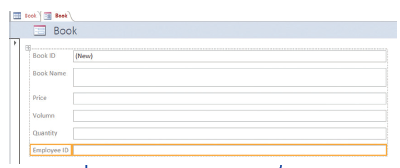 Book Book
Book
Book ID (New)
Book Name
Price
Volumn
Quantity
Employee ID